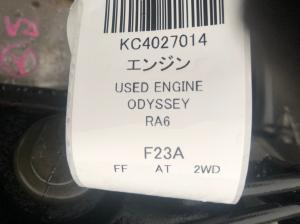 KC4027014
エンジン
USED ENGINE
ODYSSEY
RA6
F23A
FF AT 2WD